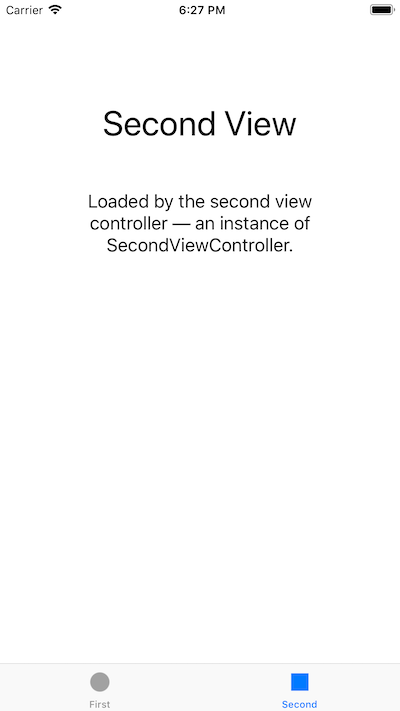 Carrier 6:27 PM
Second View
Loaded by the second view
controller — an instance of
SecondViewController.
First Second